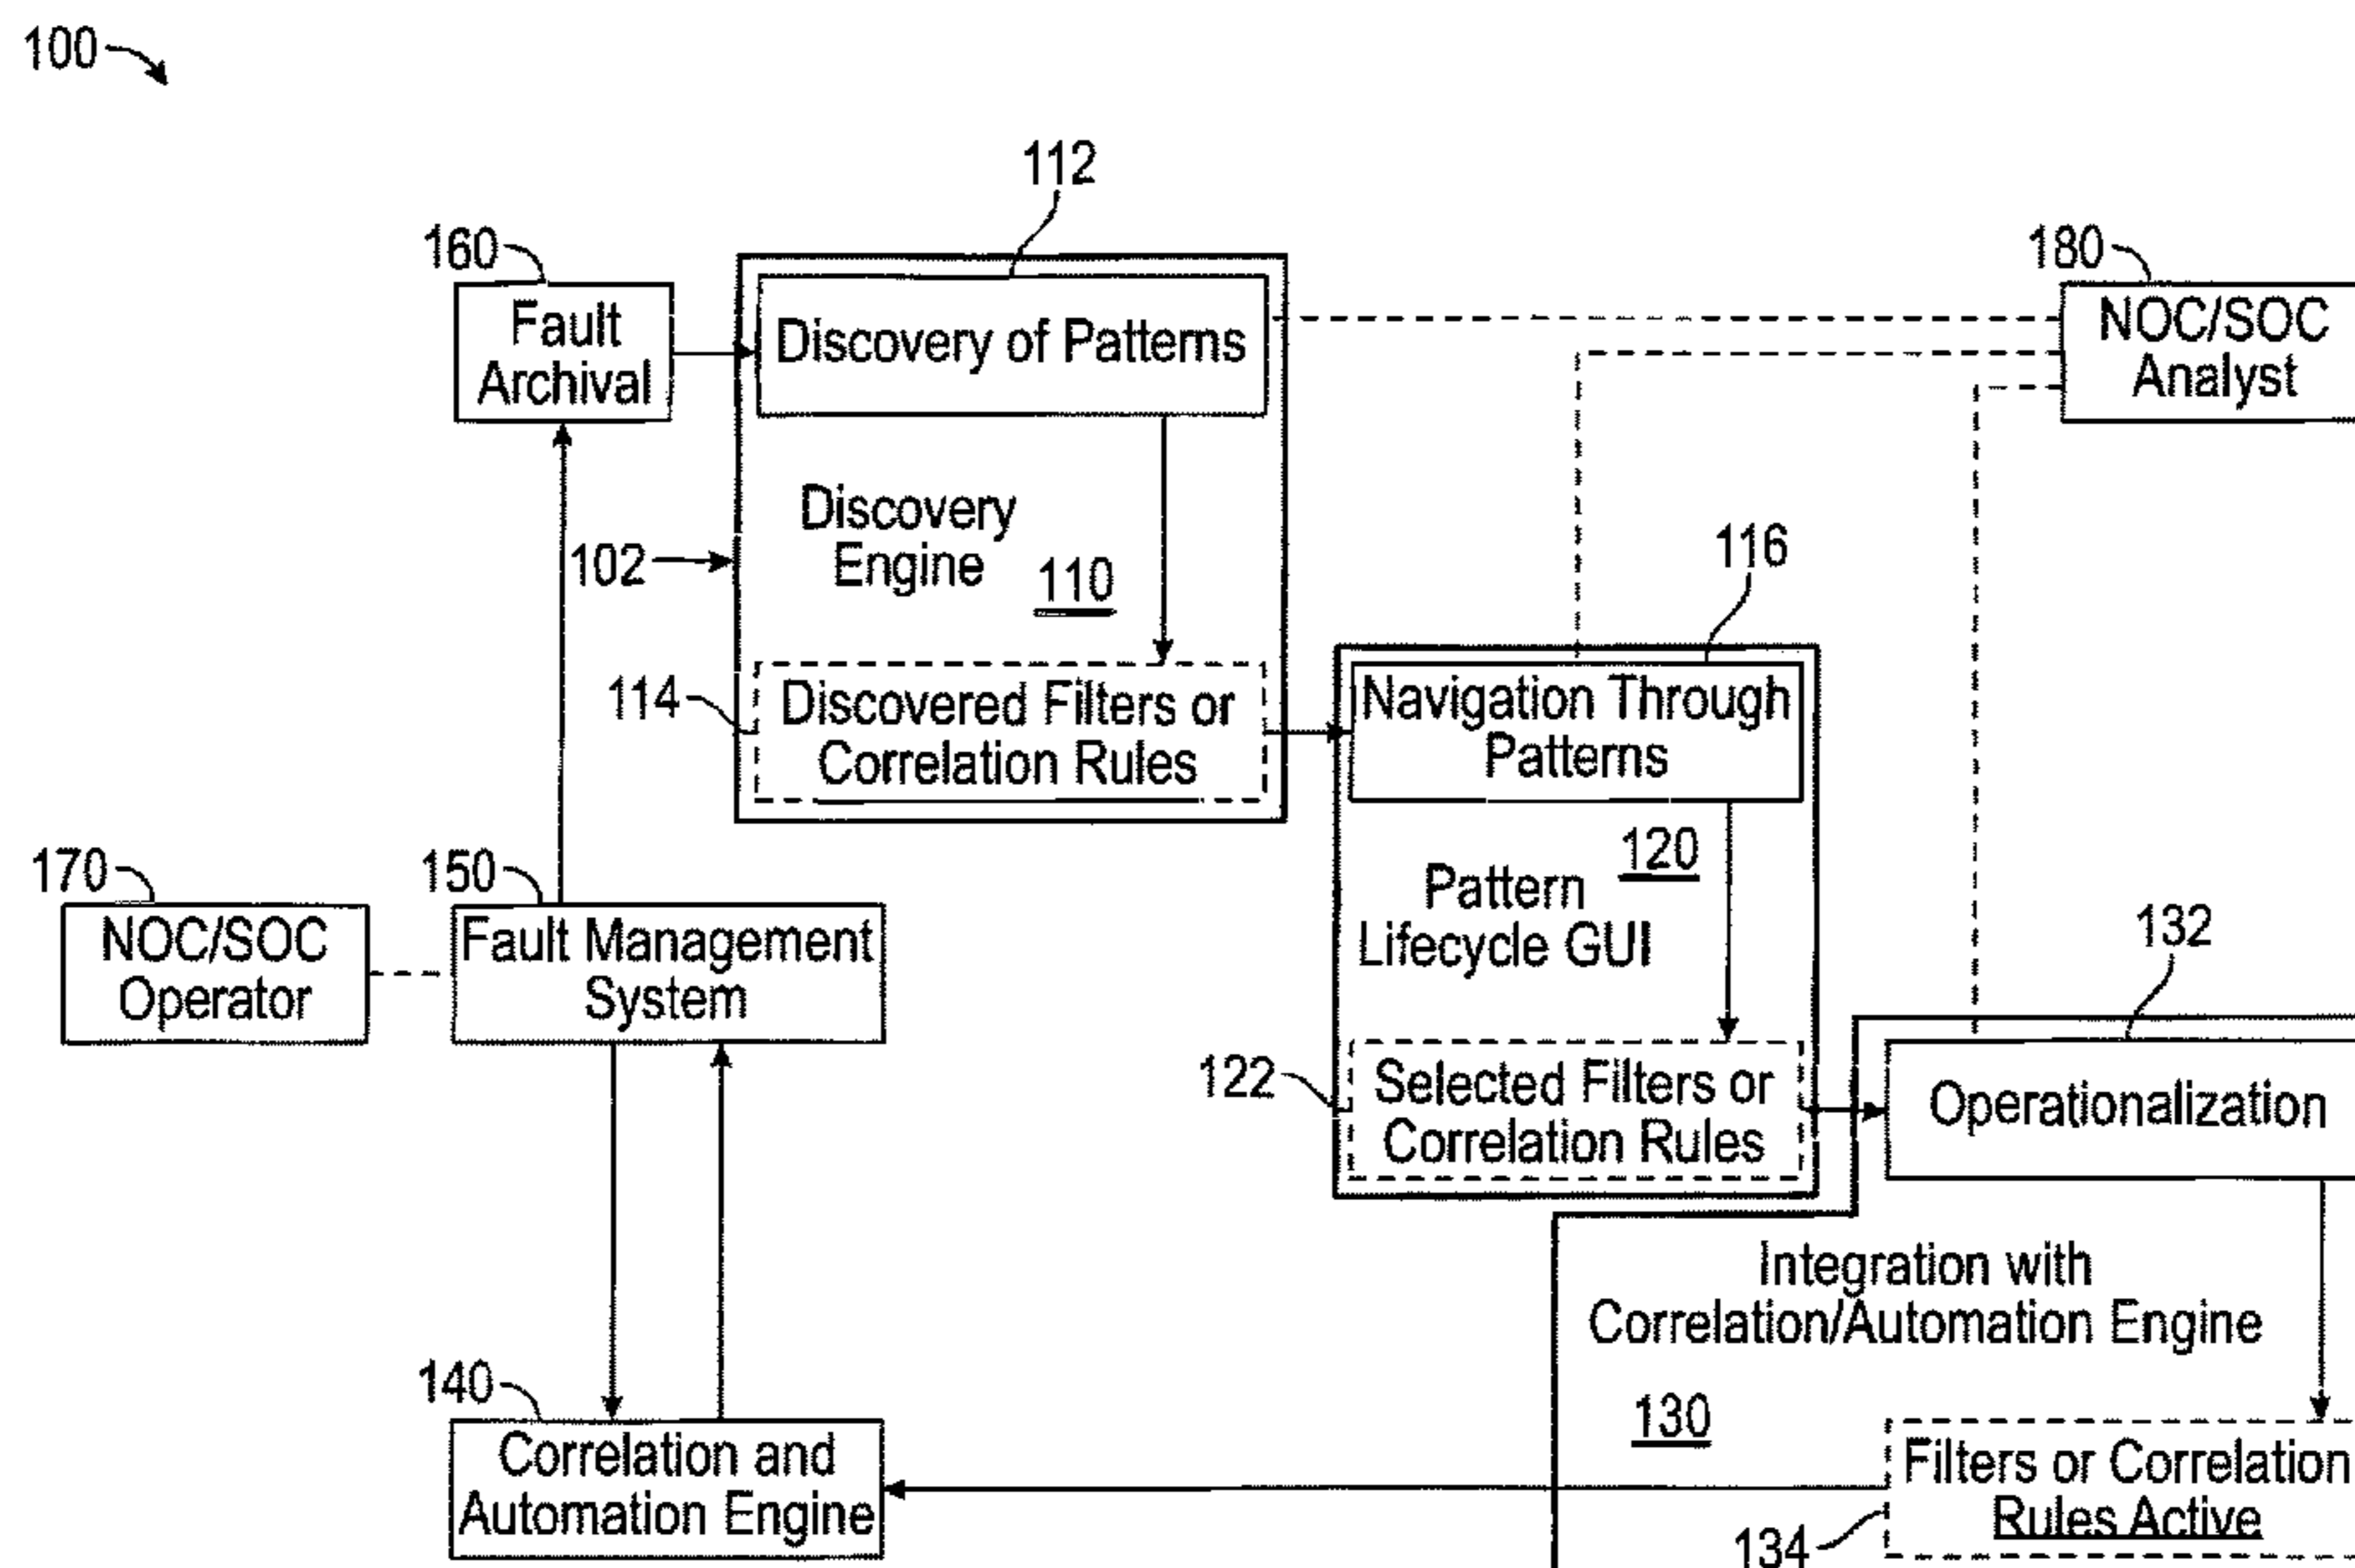 100
112
160
180
Fault
Archival
Discovery of Patterns
NOC/SOC
Analyst
Discovery
Engine
102
110
116
114
Discovered Filters or
Correlation Rules
Navigation Through
Patterns
170
150
120
NOC/SOC
Operator
Fault Management
System
Pattern
Lifecycle GUI
132
122
Selected Filters or
Correlation Rules
Operationalization
Integration with
Correlation/Automation Engine
140
130
Correlation and
Automation Engine
Filters or Correlation
Rules Active
134